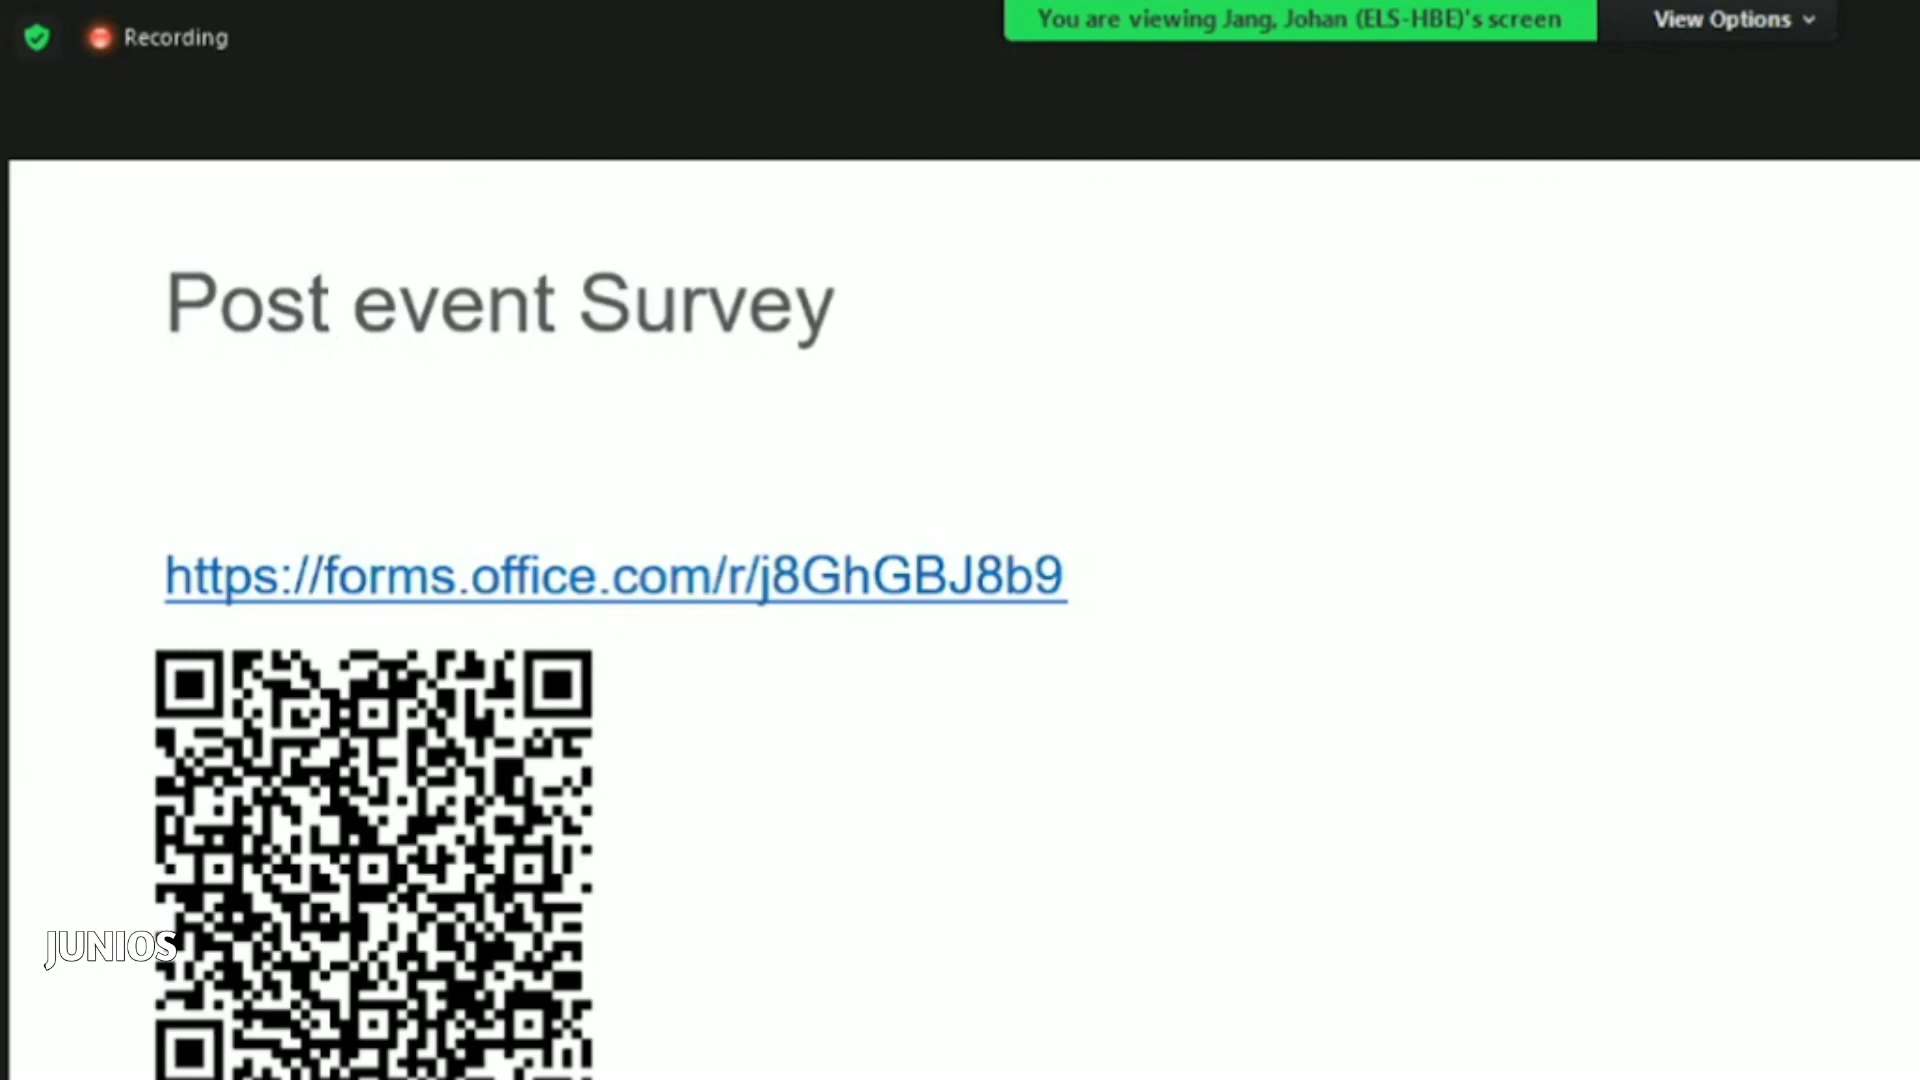 Recording
You are viewing Jang, Johan (ELS-HBE)'s screen
View Options
Post event Survey
https://forms.office.com/r/j8GhGBJ8b9
JUNIOS